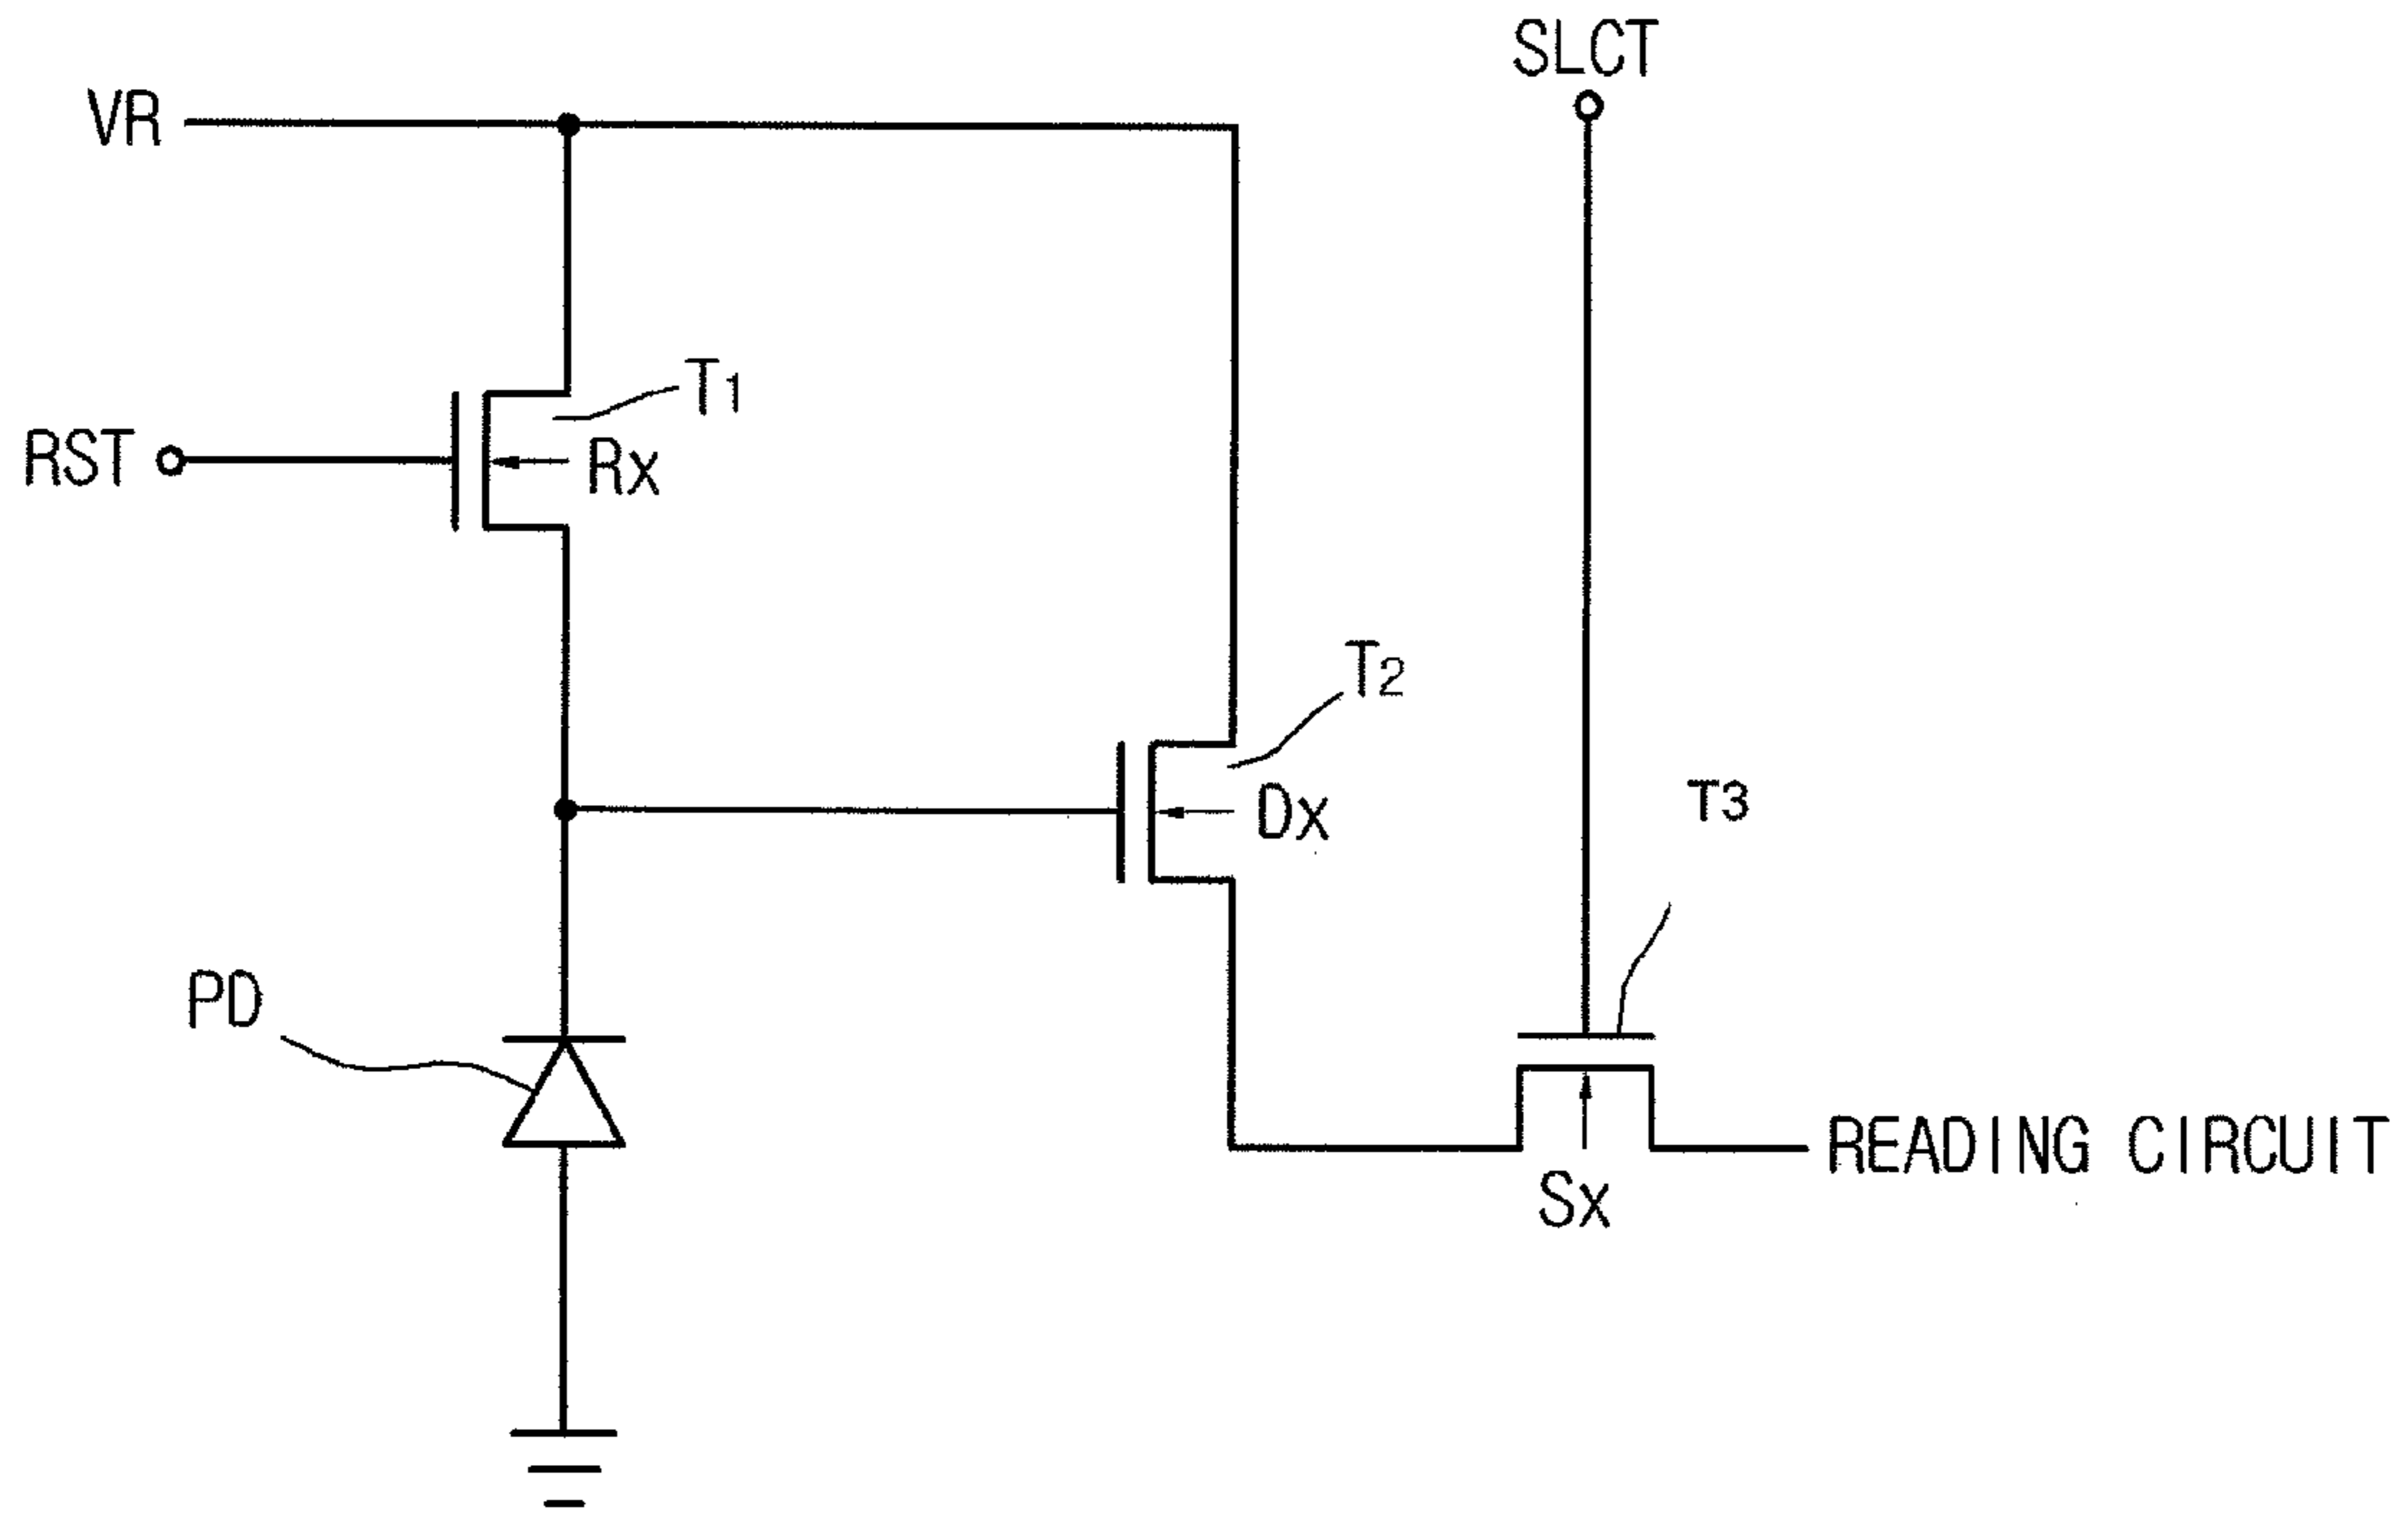 SLCT
VR
T1
RST
Rx
T2
Dx
T3
PD
READING CIRCUIT
Sx